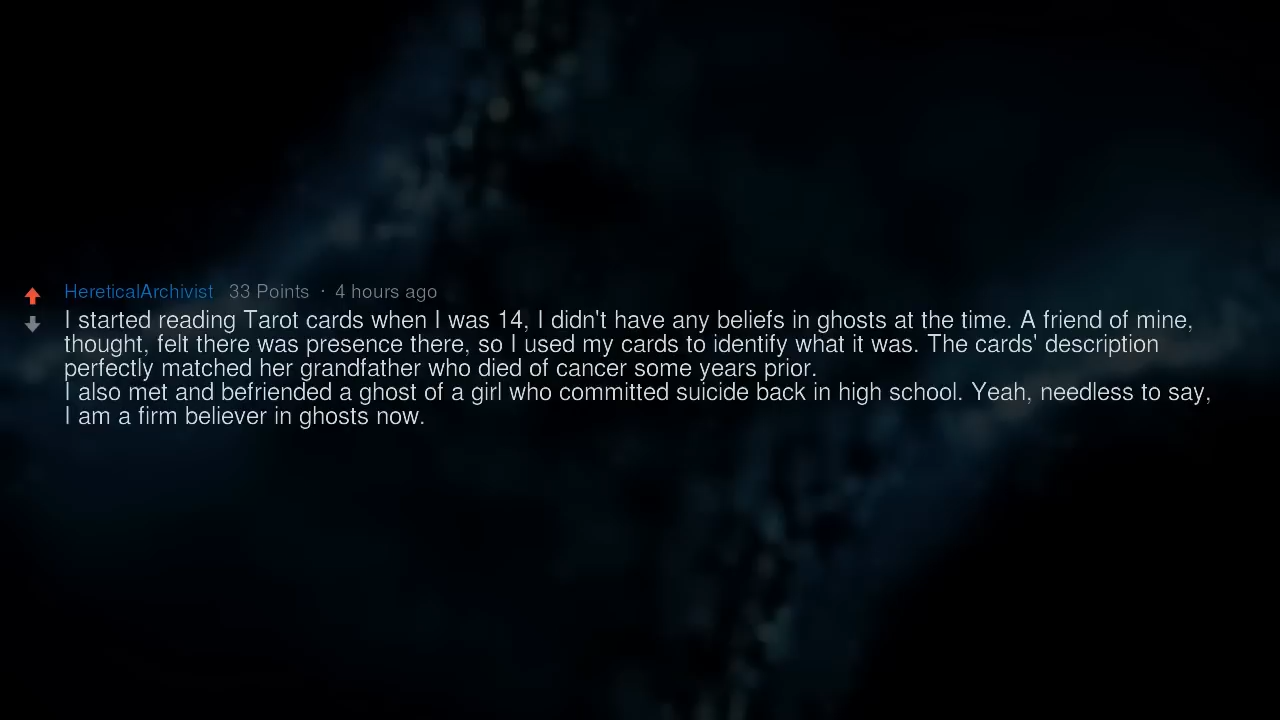 HereticalArchivist 33 Points · 4 hours ago
I started reading Tarot cards when I was 14, I didn't have any beliefs in ghosts at the time. A friend of mine,
thought, felt there was presence there, so I used my cards to identify what it was. The cards' description
perfectly matched her grandfather who died of cancer some years prior.
I also met and befriended a ghost of a girl who committed suicide back in high school. Yeah, needless to say,
I am a firm believer in ghosts now.